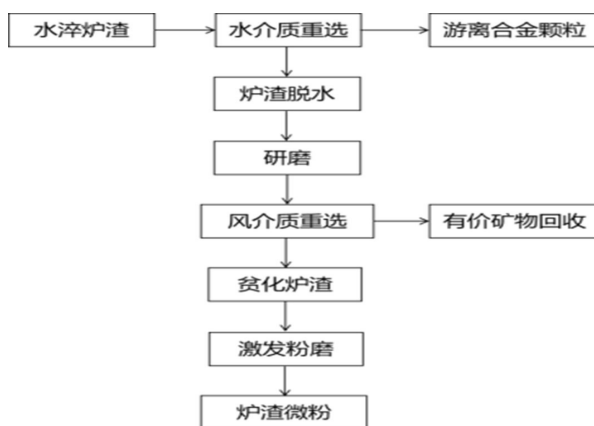 水淬炉渣
水介质重选
游离合金颗粒
炉渣脱水
研磨
风介质重选
有价矿物回收
贫化炉渣
激发粉磨
炉渣微粉